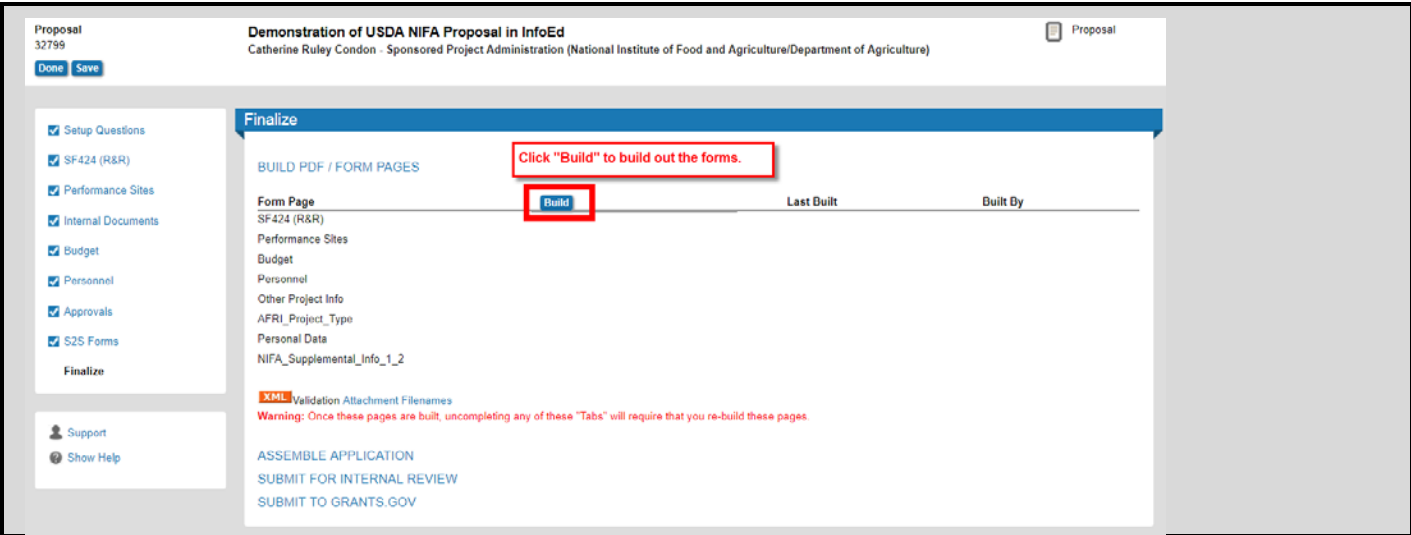 Proposal
32799
Done Save
Demonstration of USDA NIFA Proposal in InfoEd
Catherine Ruley Condon - Sponsored Project Administration (National Institute of Food and Agriculture/Department of Agriculture)
Proposal
Setup Questions
SF424 (R&R)
Performance Sites
Internal Documents
Budget
Personnel
Approvals
S2S Forms
Finalize
Support
Show Help
Finalize
BUILD PDF / FORM PAGES
Click "Build" to build out the forms.
Form Page Build Last Built Built By
SF424 (R&R)
Performance Sites
Budget
Personnel
Other Project Info
AFRI_Project_Type
Personal Data
NIFA_Supplemental_Info_1_2
XML Validation Attachment Filenames
Warning: Once these pages are built, uncompleting any of these "Tabs" will require that you re-build these pages.
ASSEMBLE APPLICATION
SUBMIT FOR INTERNAL REVIEW
SUBMIT TO GRANTS.GOV